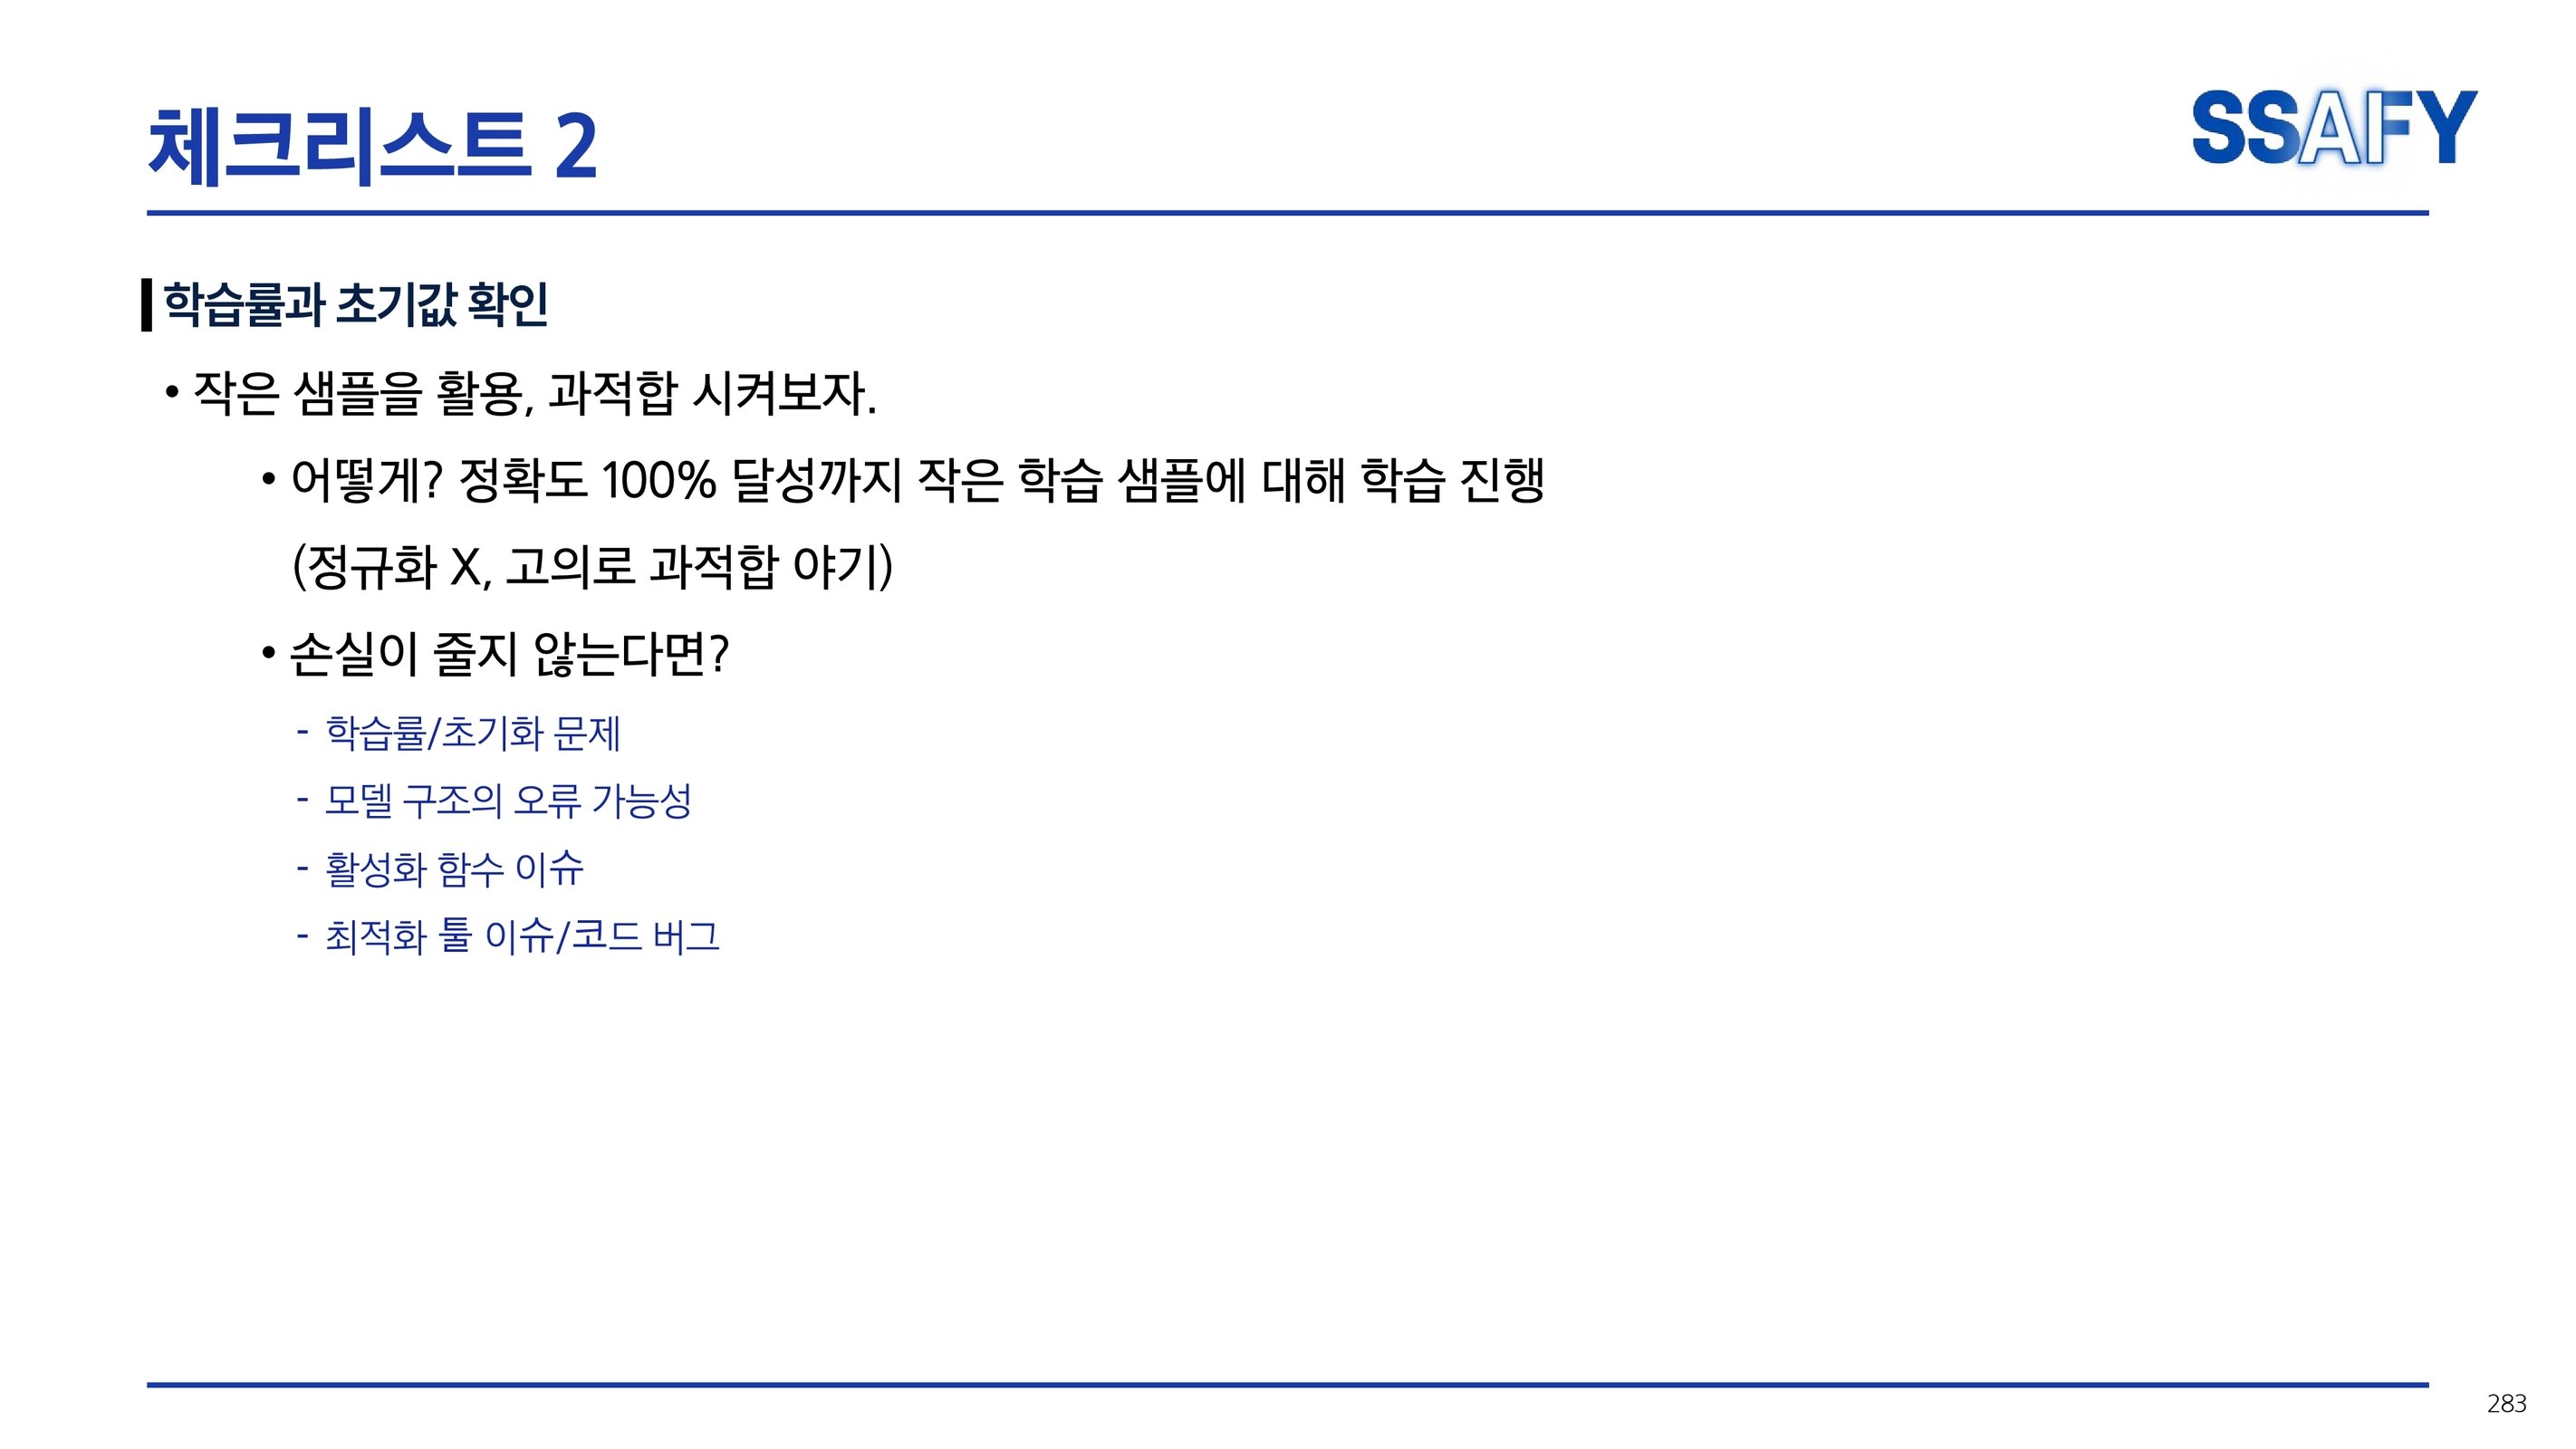 체크리스트 2
SSAFY
학습률과 초기값 확인
• 작은 샘플을 활용, 과적합 시켜보자.
• 어떻게? 정확도 100% 달성까지 작은 학습 샘플에 대해 학습 진행
(정규화 X, 고의로 과적합 야기)
• 손실이 줄지 않는다면?
- 학습률/초기화 문제
- 모델 구조의 오류 가능성
- 활성화 함수 이슈
- 최적화 툴 이슈/코드 버그
283